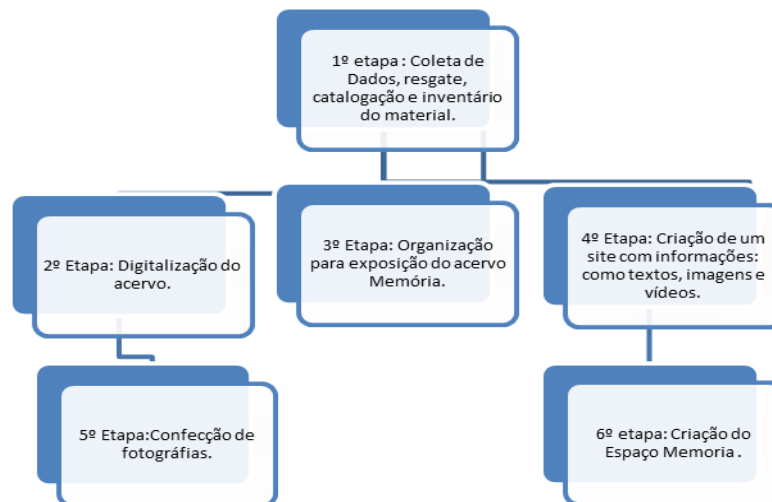 1º etapa : Coleta de
Dados, resgate,
catalogação e inventário
do material.
2º Etapa: Digitalização do
acervo.
3º Etapa: Organização
para exposição do acervo
Memória.
4º Etapa: Criação de um
site com informações:
como textos, imagens e
vídeos.
5º Etapa:Confecção de
fotográfias.
6º etapa: Criação do
Espaço Memoria .